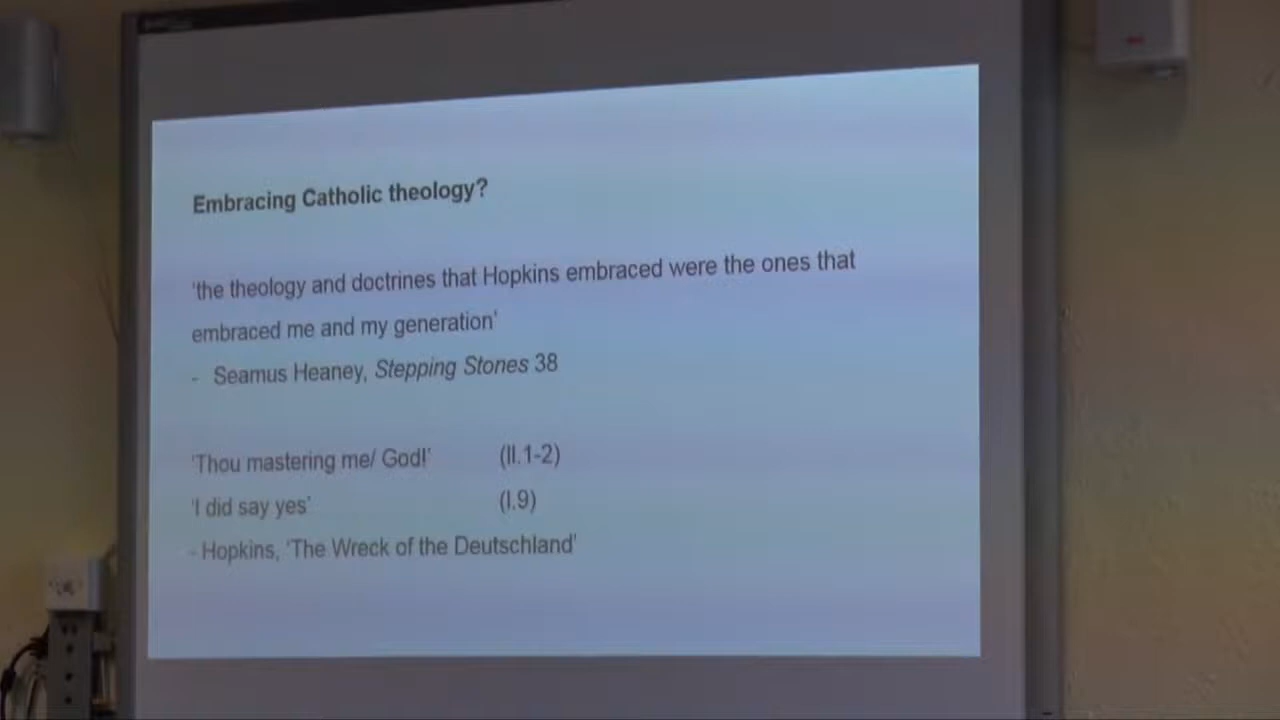 Embracing Catholic theology?
'the theology and doctrines that Hopkins embraced were the ones that
embraced me and my generation'
- Seamus Heaney, Stepping Stones 38
'Thou mastering me/ God!' (ll.1-2)
'I did say yes' (l.9)
- Hopkins, 'The Wreck of the Deutschland'